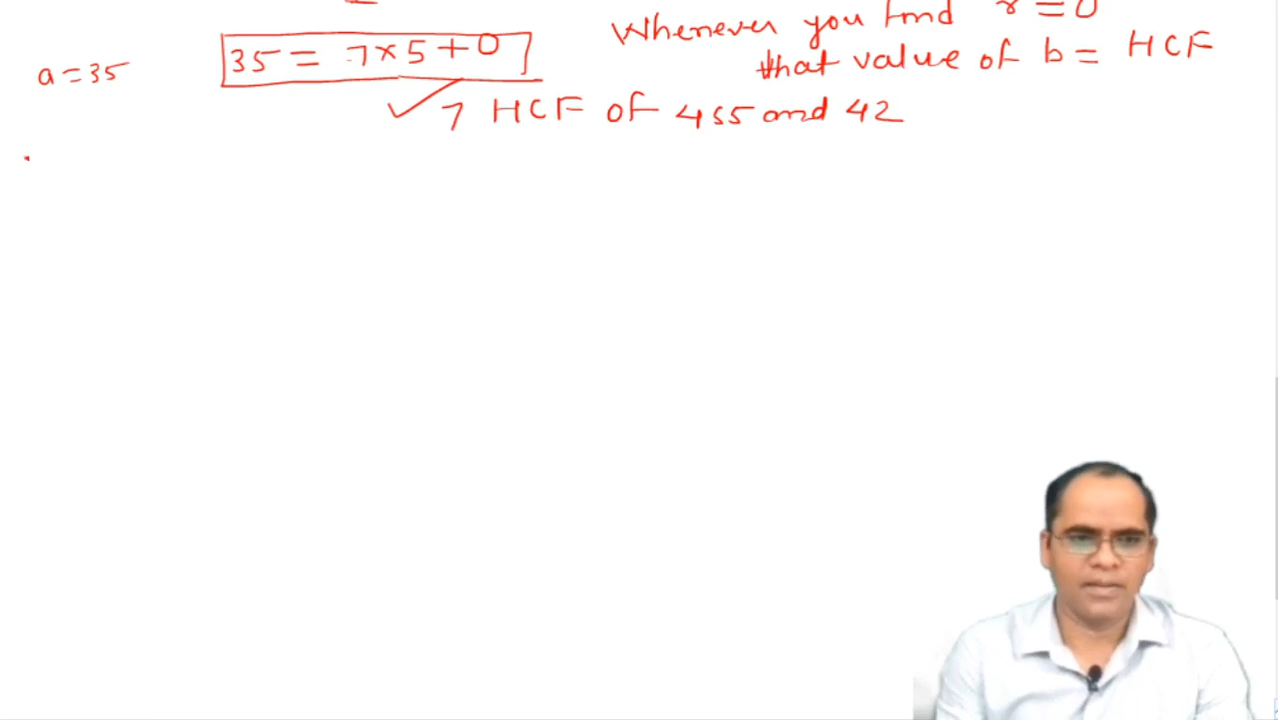 Whenever you find r = 0
35 = 7 × 5 + 0
that value of b = HCF
a = 35
7 HCF of 455 and 42